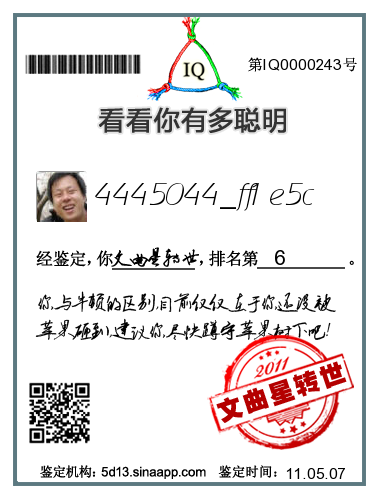 第IQ0000243号
IQ
看看你有多聪明
4445044_ff1e5c
经鉴定，你文曲星转世，排名第 6 。
你与牛顿的区别，目前仅仅在于你还没被
苹果砸到，建议你尽快蹲守苹果树下吧！
2011
文曲星转世
鉴定机构：5d13.sinaapp.com 鉴定时间：11.05.07